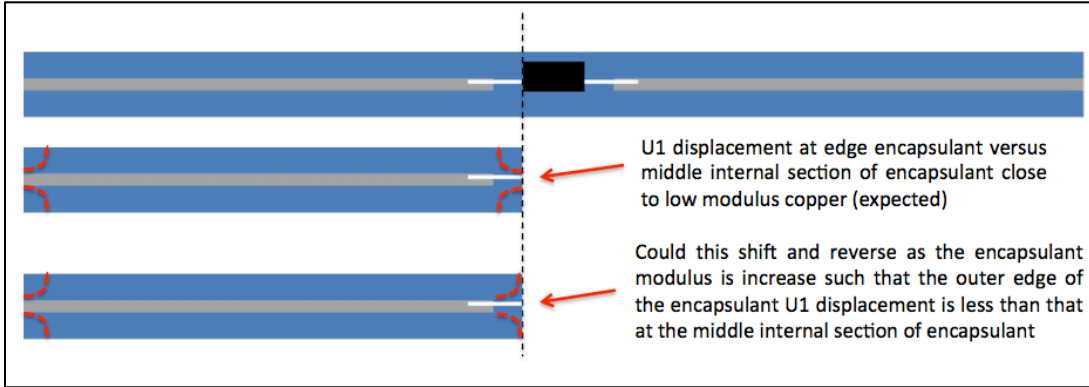 U1 displacement at edge encapsulant versus
middle internal section of encapsulant close
to low modulus copper (expected)
Could this shift and reverse as the encapsulant
modulus is increase such that the outer edge of
the encapsulant U1 displacement is less than that
at the middle internal section of encapsulant